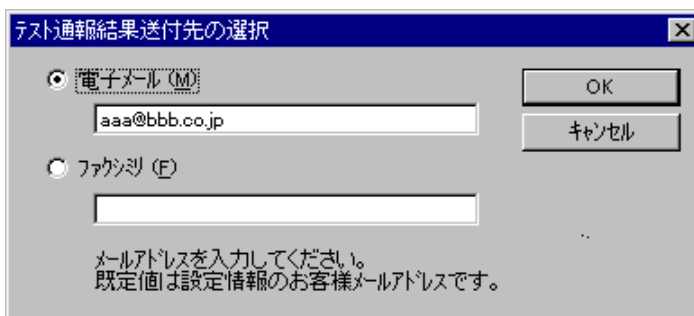 テスト通報結果送付先の選択
電子メール (M)
OK
aaa@bbb.co.jp
キャンセル
ファクシミリ (F)
メールアドレスを入力してください。
既定値は設定情報のお客様メールアドレスです。